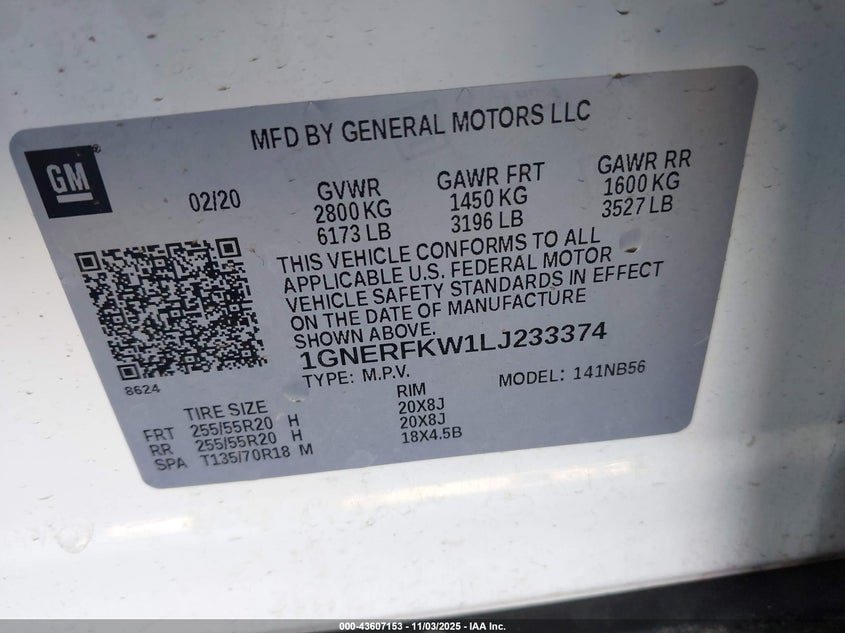 MFD BY GENERAL MOTORS LLC
GM®
02/20
GVWR
2800 KG
6173 LB
GAWR FRT
1450 KG
3196 LB
GAWR RR
1600 KG
3527 LB
THIS VEHICLE CONFORMS TO ALL
APPLICABLE U.S. FEDERAL MOTOR
VEHICLE SAFETY STANDARDS IN EFFECT
ON THE DATE OF MANUFACTURE
SHOWN ABOVE.
1GNERFKW1LJ233374
TYPE: M.P.V.
MODEL: 141NB56
8624
TIRE SIZE RIM
FRT 255/55R20 H 20X8J
RR 255/55R20 H 20X8J
SPA T135/70R18 M 18X4.5B
000-43607153 - 11/03/2025 - IAA Inc.